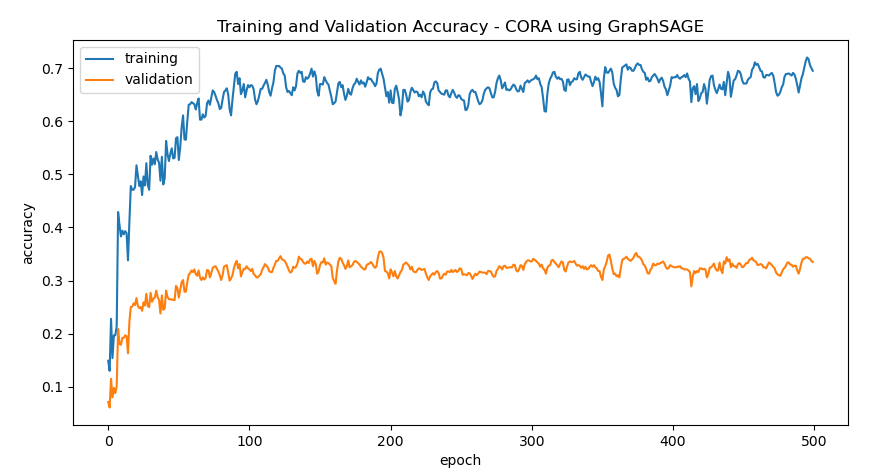 Training and Validation Accuracy - CORA using GraphSAGE
training
validation
accuracy
0.7
0.6
0.5
0.4
0.3
0.2
0.1
0 100 200 300 400 500
epoch